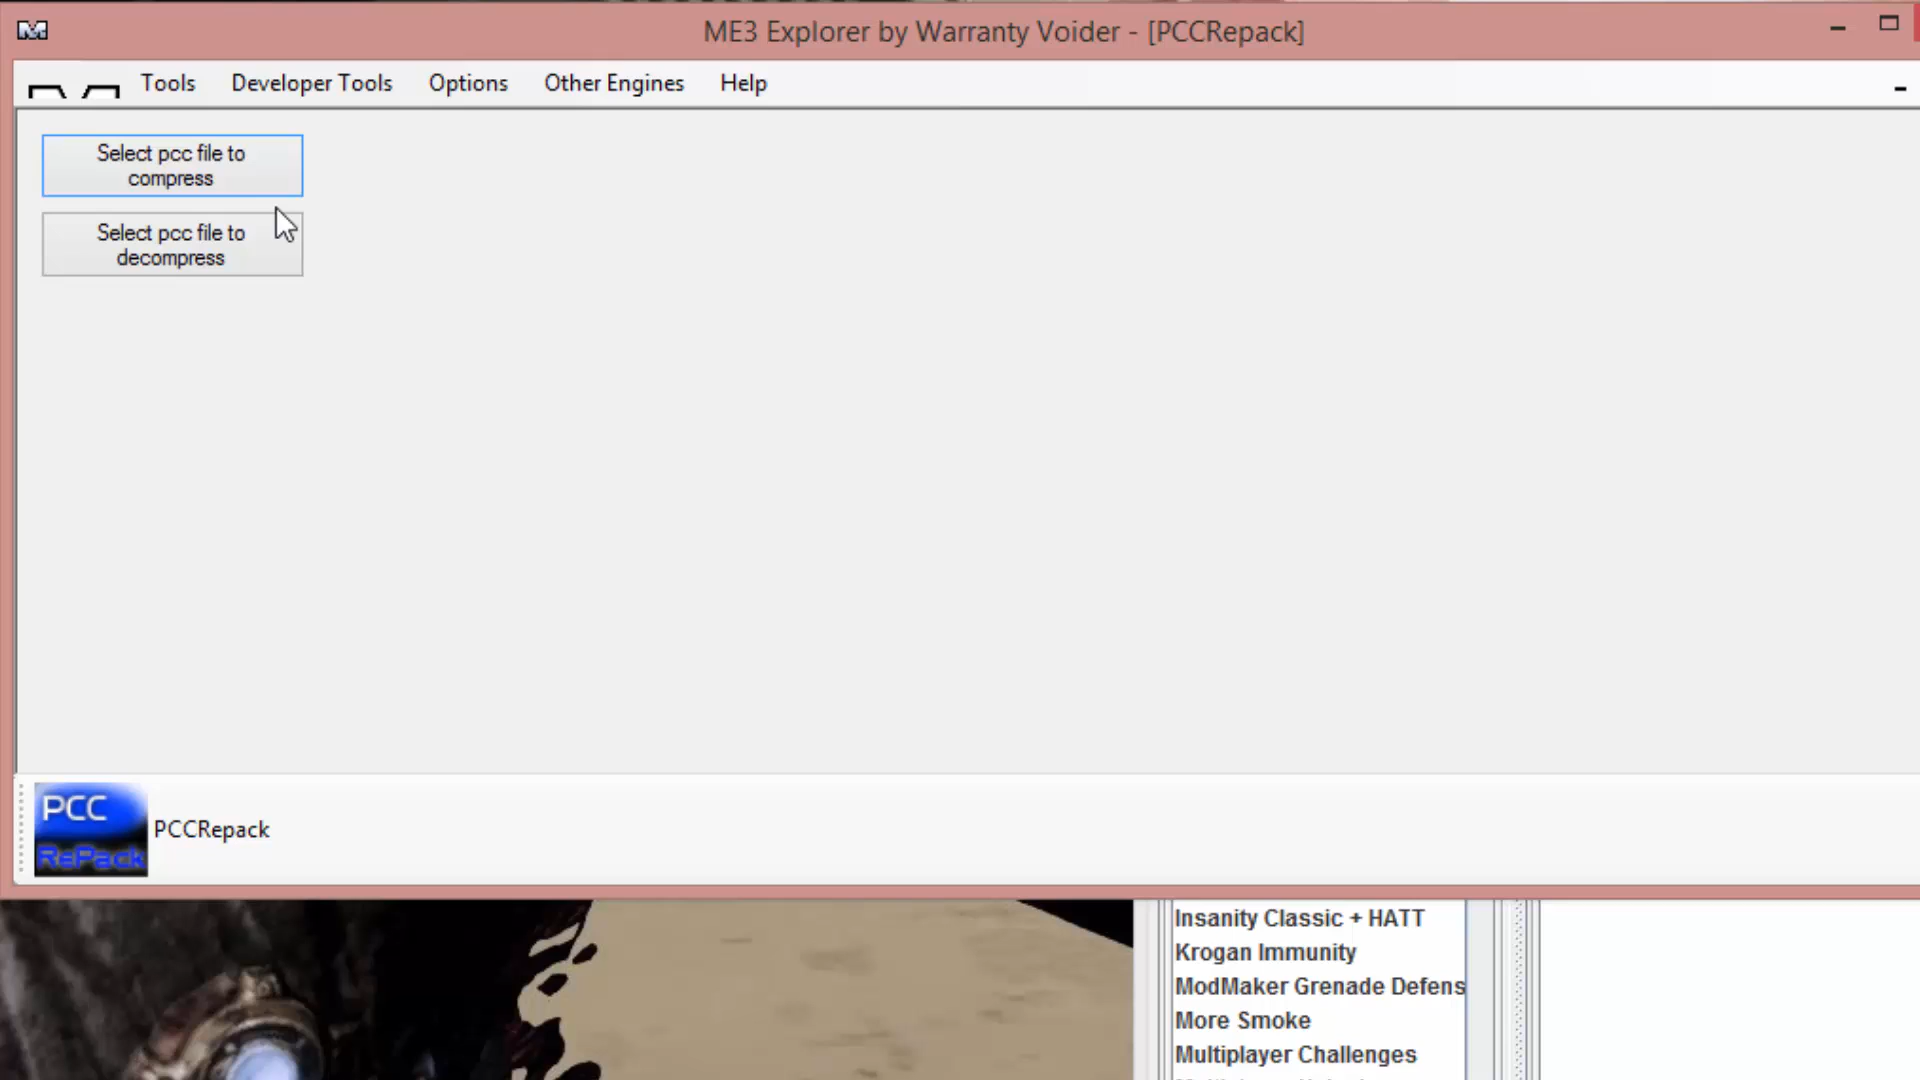 ME3 Explorer by Warranty Voider - [PCCRepack]
Tools Developer Tools Options Other Engines Help
Select pcc file to
compress
Select pcc file to
decompress
PCC
RePack
PCCRepack
Insanity Classic + HATT
Krogan Immunity
ModMaker Grenade Defens
More Smoke
Multiplayer Challenges